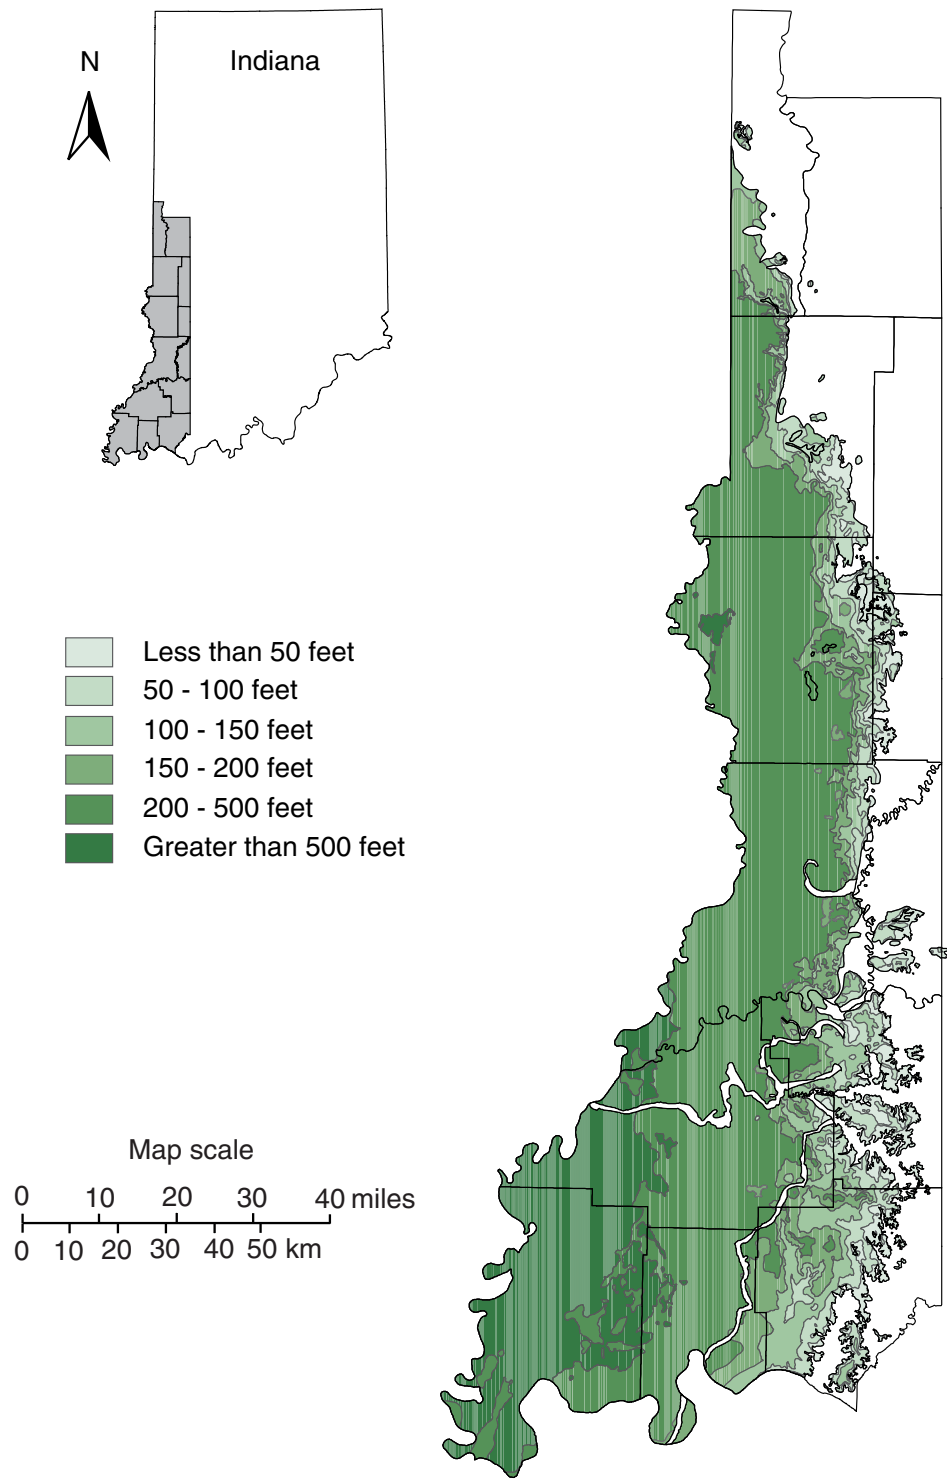 N
Indiana
Less than 50 feet
50 - 100 feet
100 - 150 feet
150 - 200 feet
200 - 500 feet
Greater than 500 feet
Map scale
0 10 20 30 40 miles
0 10 20 30 40 50 km